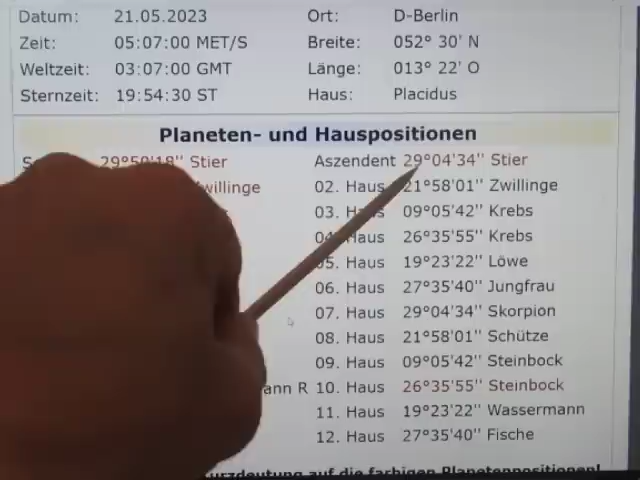 Datum: 21.05.2023 Ort: D-Berlin
Zeit: 05:07:00 MET/S Breite: 052° 30' N
Weltzeit: 03:07:00 GMT Länge: 013° 22' O
Sternzeit: 19:54:30 ST Haus: Placidus
Planeten- und Hauspositionen
29°50'18'' Stier Aszendent 29°04'34'' Stier
Zwillinge 02. Haus 21°58'01'' Zwillinge
03. Haus 09°05'42'' Krebs
04. Haus 26°35'55'' Krebs
05. Haus 19°23'22'' Löwe
06. Haus 27°35'40'' Jungfrau
07. Haus 29°04'34'' Skorpion
08. Haus 21°58'01'' Schütze
09. Haus 09°05'42'' Steinbock
R 10. Haus 26°35'55'' Steinbock
11. Haus 19°23'22'' Wassermann
12. Haus 27°35'40'' Fische
auf die farbigen Planetenpositionen!